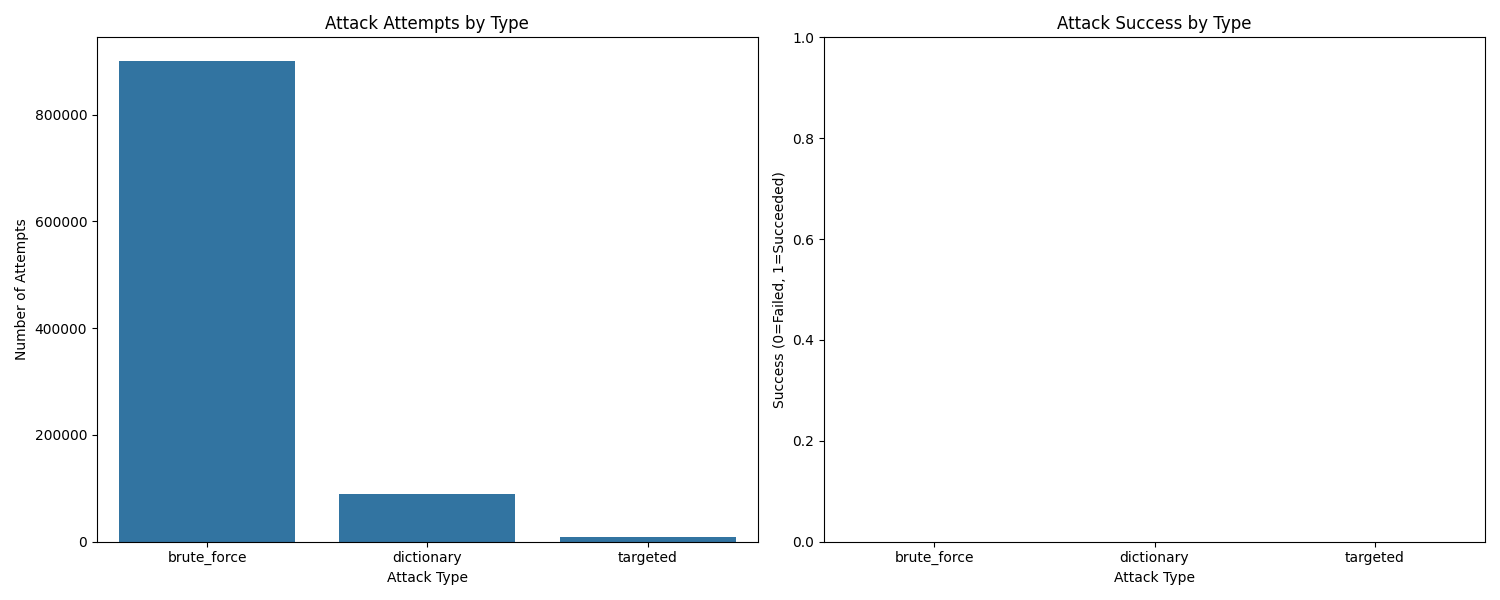 Attack Attempts by Type
Number of Attempts
800000
600000
400000
200000
0
brute_force dictionary targeted
Attack Type
Attack Success by Type
Success (0=Failed, 1=Succeeded)
1.0
0.8
0.6
0.4
0.2
0.0
brute_force dictionary targeted
Attack Type